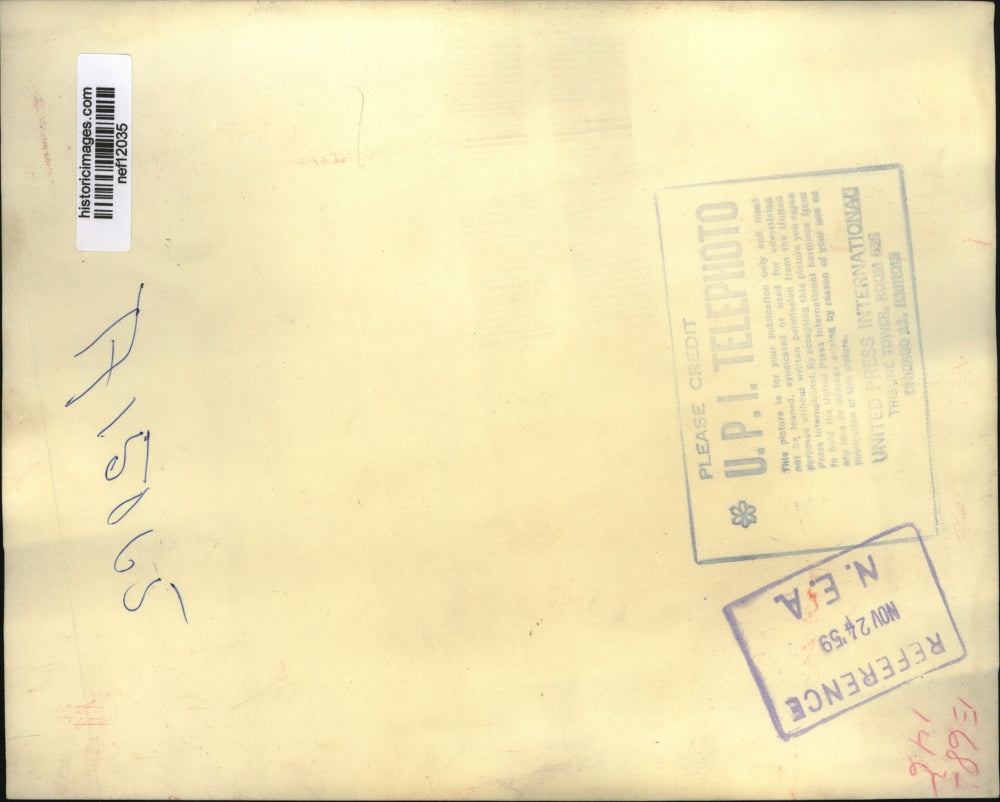 historicimages.com
nef12035
PLEASE CREDIT
U.P.I. TELEPHOTO
This picture is for your publication only and must
not be loaned, syndicated or used for advertising
purposes without written permission from the United
Press International. By accepting this picture you agree
to hold the United Press International harmless from
any loss or damage arising by reason of your use or
publication of this picture.
UNITED PRESS INTERNATIONAL
TRIBUNE TOWER, ROOM 636
CHICAGO 11, ILLINOIS
REFERENCE
NOV 24 '59
N.E.A.